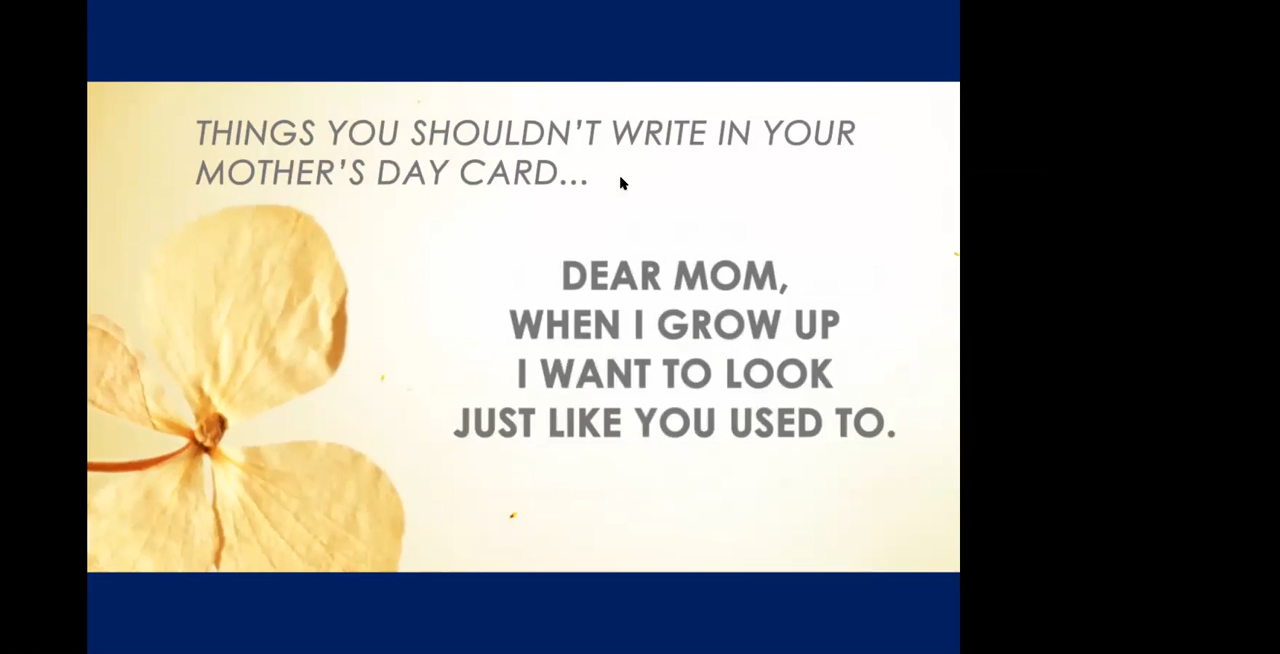 THINGS YOU SHOULDN’T WRITE IN YOUR
MOTHER’S DAY CARD...
DEAR MOM,
WHEN I GROW UP
I WANT TO LOOK
JUST LIKE YOU USED TO.